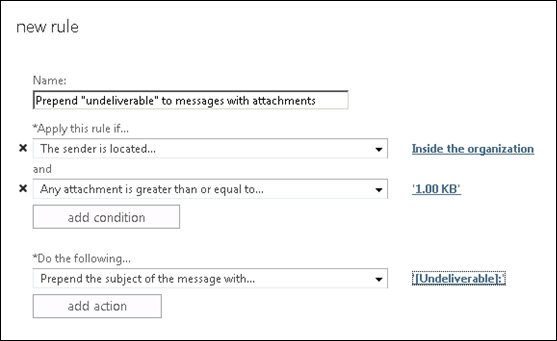 new rule
Name:
Prepend "undeliverable" to messages with attachments
*Apply this rule if...
The sender is located... Inside the organization
and
Any attachment is greater than or equal to... '1.00 KB'
add condition
*Do the following...
Prepend the subject of the message with... '[Undeliverable]:'
add action